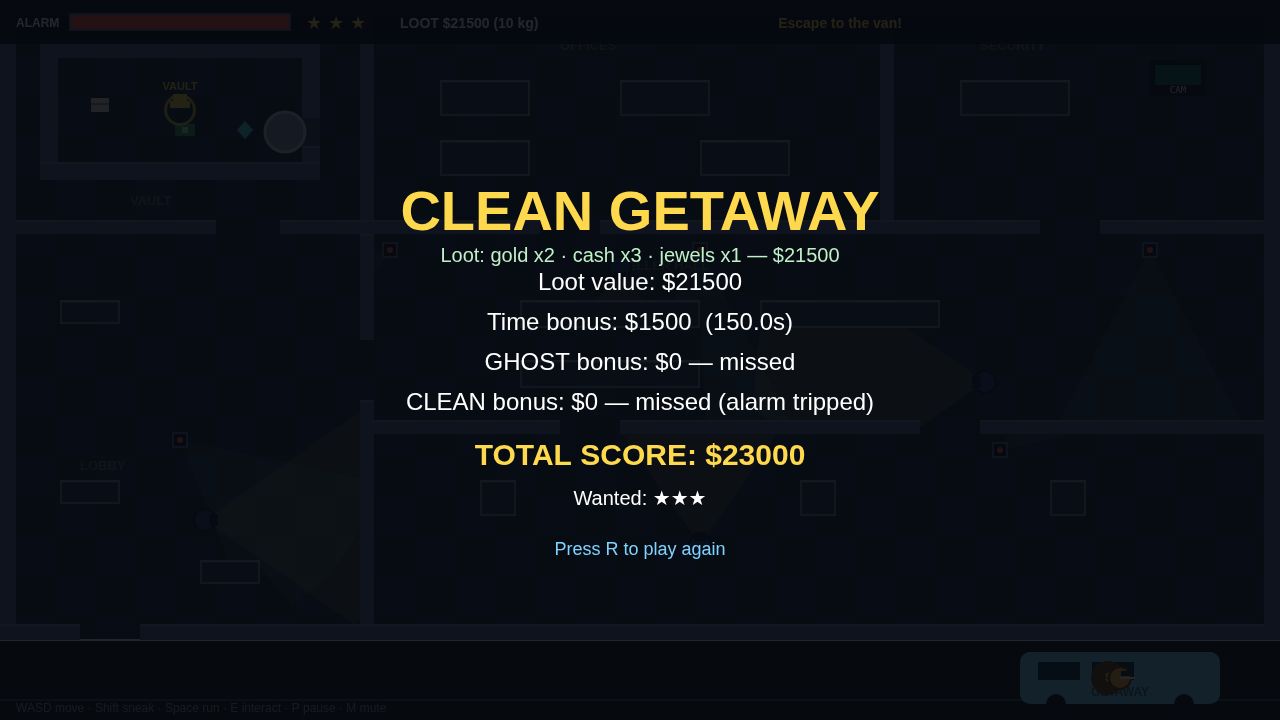 ALARM ★ ★ ★ LOOT $21500 (10 kg) Escape to the van!
OFFICES
SECURITY
VAULT
CAM
VAULT
CLEAN GETAWAY
Loot: gold x2 · cash x3 · jewels x1 — $21500
Loot value: $21500
Time bonus: $1500 (150.0s)
GHOST bonus: $0 — missed
CLEAN bonus: $0 — missed (alarm tripped)
TOTAL SCORE: $23000
LOBBY
Wanted: ★★★
Press R to play again
WASD move · Shift sneak · Space run · E interact · P pause · M mute